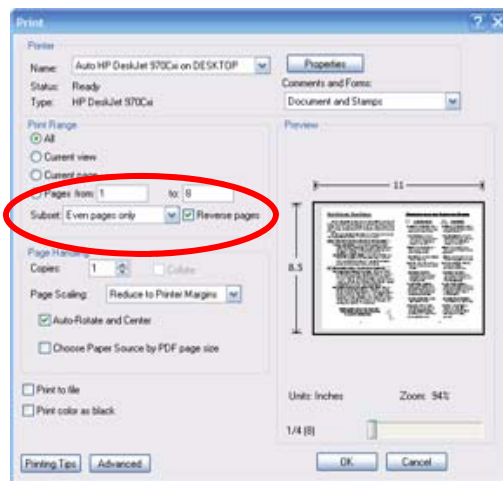 Print
Printer
Name: Auto HP DeskJet 970Cxi on DESKTOP
Properties
Status: Ready
Comments and Forms:
Type: HP DeskJet 970Cxi
Document and Stamps
Print Range
Preview
All
Current view
Current page
Pages from: 1 to: 8
Subset: Even pages only Reverse pages
Page Handling
Copies: 1 Collate
Page Scaling: Reduce to Printer Margins
Auto-Rotate and Center
Choose Paper Source by PDF page size
Print to file
Print color as black
11
8.5
Units: Inches Zoom: 94%
1/4 (8)
Printing Tips Advanced OK Cancel